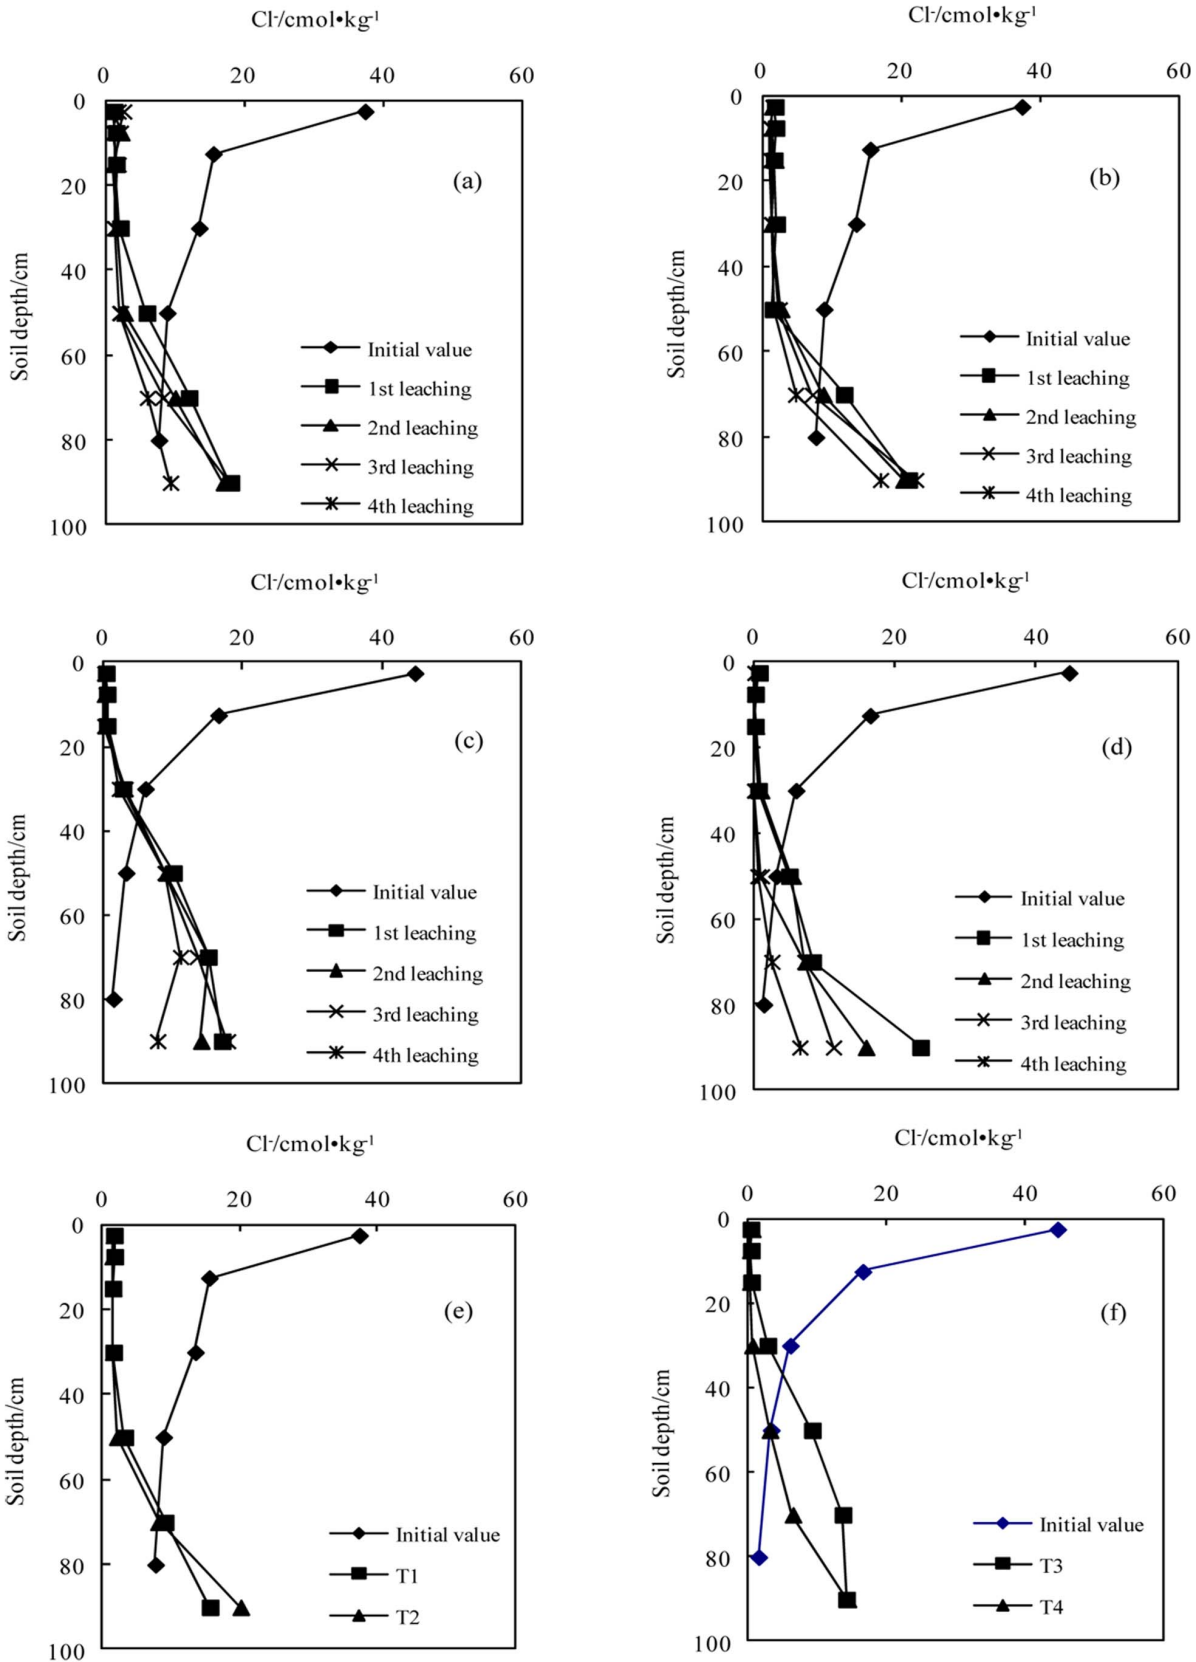 Cl⁻/cmol•kg⁻¹
0 20 40 60
0
20
40
60
80
100
Soil depth/cm
(a)
Initial value
1st leaching
2nd leaching
3rd leaching
4th leaching
Cl⁻/cmol•kg⁻¹
0 20 40 60
0
20
40
60
80
100
Soil depth/cm
(b)
Initial value
1st leaching
2nd leaching
3rd leaching
4th leaching
Cl⁻/cmol•kg⁻¹
0 20 40 60
0
20
40
60
80
100
Soil depth/cm
(c)
Initial value
1st leaching
2nd leaching
3rd leaching
4th leaching
Cl⁻/cmol•kg⁻¹
0 20 40 60
0
20
40
60
80
100
Soil depth/cm
(d)
Initial value
1st leaching
2nd leaching
3rd leaching
4th leaching
Cl⁻/cmol•kg⁻¹
0 20 40 60
0
20
40
60
80
100
Soil depth/cm
(e)
Initial value
T1
T2
Cl⁻/cmol•kg⁻¹
0 20 40 60
0
20
40
60
80
100
Soil depth/cm
(f)
Initial value
T3
T4